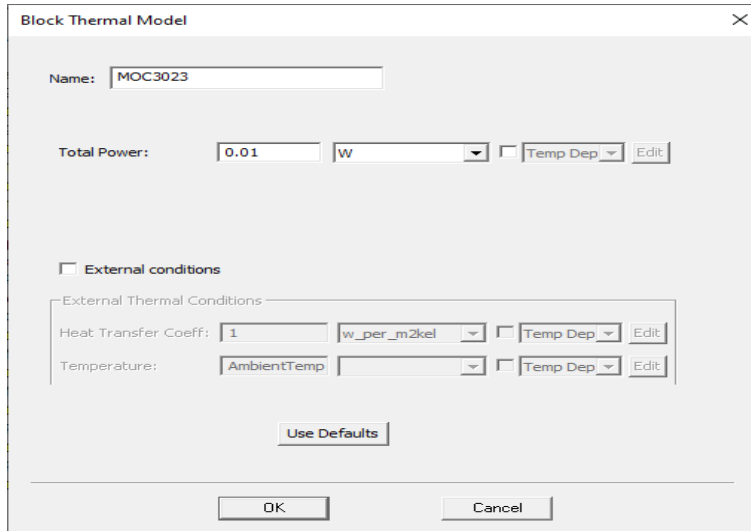 Block Thermal Model
Name: MOC3023
Total Power: 0.01 W Temp Dep Edit
External conditions
External Thermal Conditions
Heat Transfer Coeff: 1 w_per_m2kel Temp Dep Edit
Temperature: AmbientTemp Temp Dep Edit
Use Defaults
OK Cancel